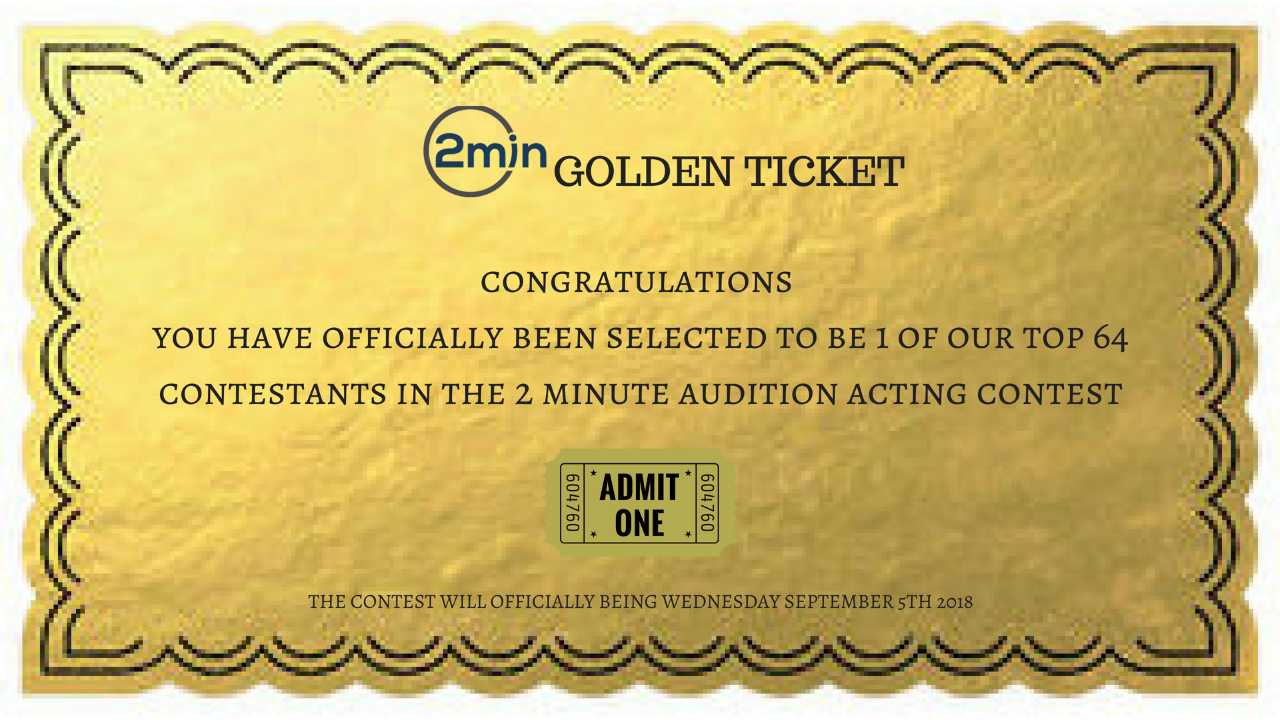 2min GOLDEN TICKET
CONGRATULATIONS
YOU HAVE OFFICIALLY BEEN SELECTED TO BE 1 OF OUR TOP 64
CONTESTANTS IN THE 2 MINUTE AUDITION ACTING CONTEST
604760 ADMIT 604760
ONE
THE CONTEST WILL OFFICIALLY BEING WEDNESDAY SEPTEMBER 5TH 2018